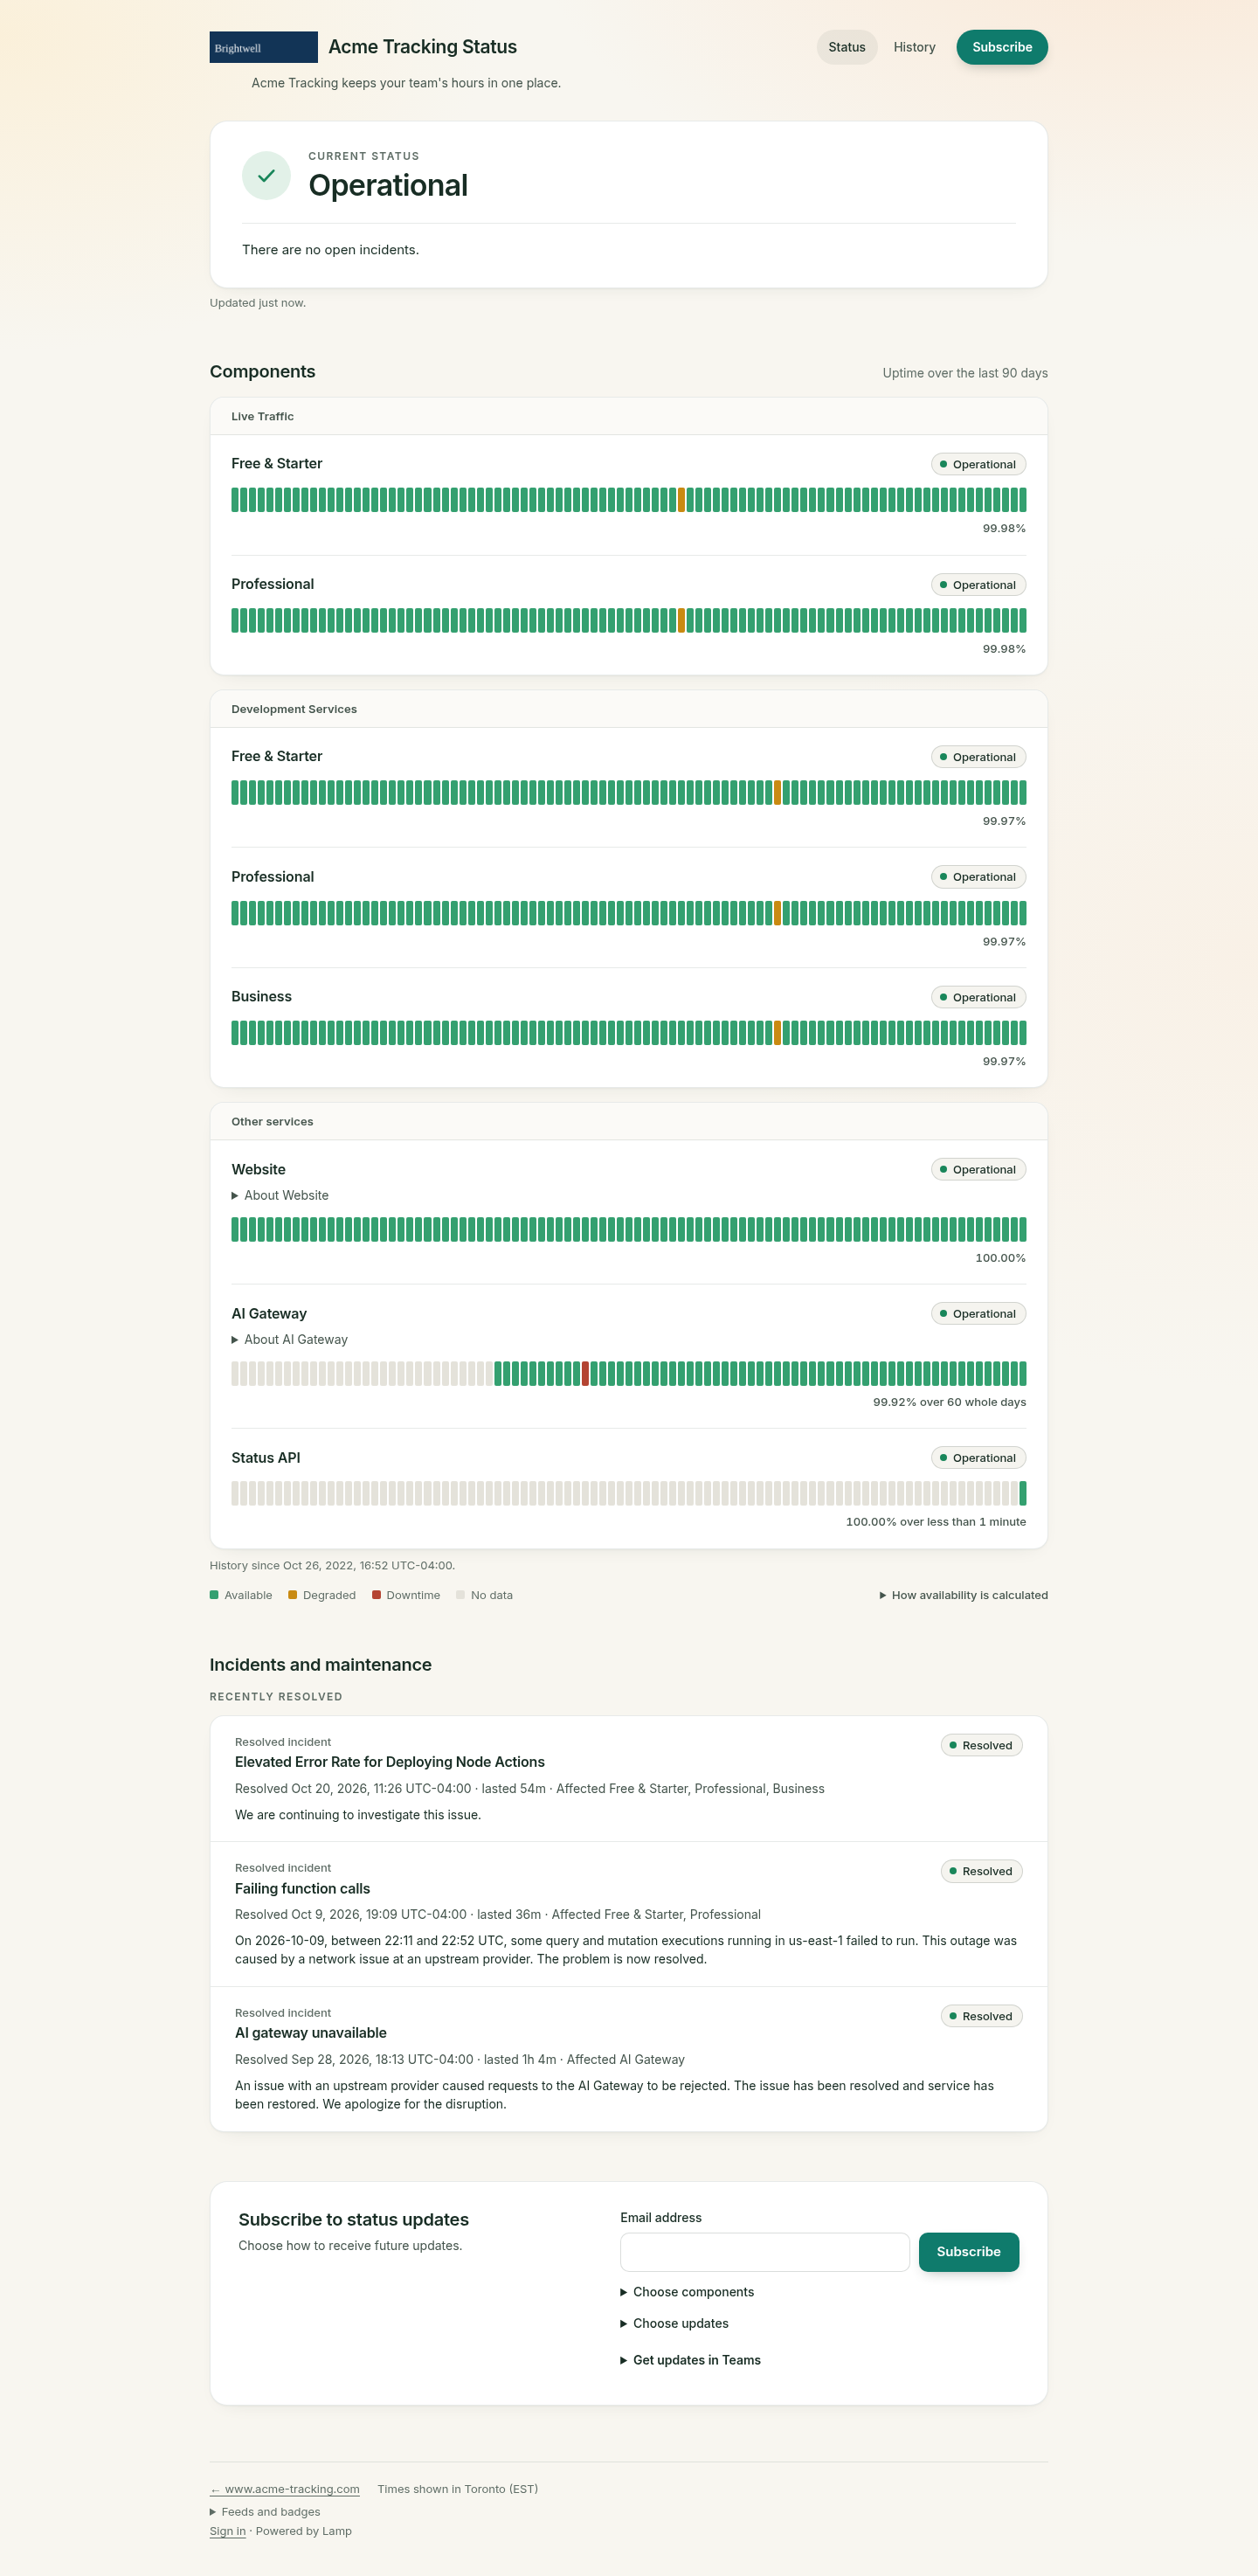 Brightwell
Acme Tracking Status
Status
History
Subscribe
Acme Tracking keeps your team's hours in one place.
CURRENT STATUS
Operational
There are no open incidents.
Updated just now.
Components
Uptime over the last 90 days
Live Traffic
Free & Starter
Operational
99.98%
Professional
Operational
99.98%
Development Services
Free & Starter
Operational
99.97%
Professional
Operational
99.97%
Business
Operational
99.97%
Other services
Website
Operational
▶ About Website
100.00%
AI Gateway
Operational
▶ About AI Gateway
99.92% over 60 whole days
Status API
Operational
100.00% over less than 1 minute
History since Oct 26, 2022, 16:52 UTC-04:00.
Available
Degraded
Downtime
No data
▶ How availability is calculated
Incidents and maintenance
RECENTLY RESOLVED
Resolved incident
Resolved
Elevated Error Rate for Deploying Node Actions
Resolved Oct 20, 2026, 11:26 UTC-04:00 · lasted 54m · Affected Free & Starter, Professional, Business
We are continuing to investigate this issue.
Resolved incident
Resolved
Failing function calls
Resolved Oct 9, 2026, 19:09 UTC-04:00 · lasted 36m · Affected Free & Starter, Professional
On 2026-10-09, between 22:11 and 22:52 UTC, some query and mutation executions running in us-east-1 failed to run. This outage was
caused by a network issue at an upstream provider. The problem is now resolved.
Resolved incident
Resolved
AI gateway unavailable
Resolved Sep 28, 2026, 18:13 UTC-04:00 · lasted 1h 4m · Affected AI Gateway
An issue with an upstream provider caused requests to the AI Gateway to be rejected. The issue has been resolved and service has
been restored. We apologize for the disruption.
Subscribe to status updates
Choose how to receive future updates.
Email address
Subscribe
▶ Choose components
▶ Choose updates
▶ Get updates in Teams
← www.acme-tracking.com
Times shown in Toronto (EST)
▶ Feeds and badges
Sign in · Powered by Lamp